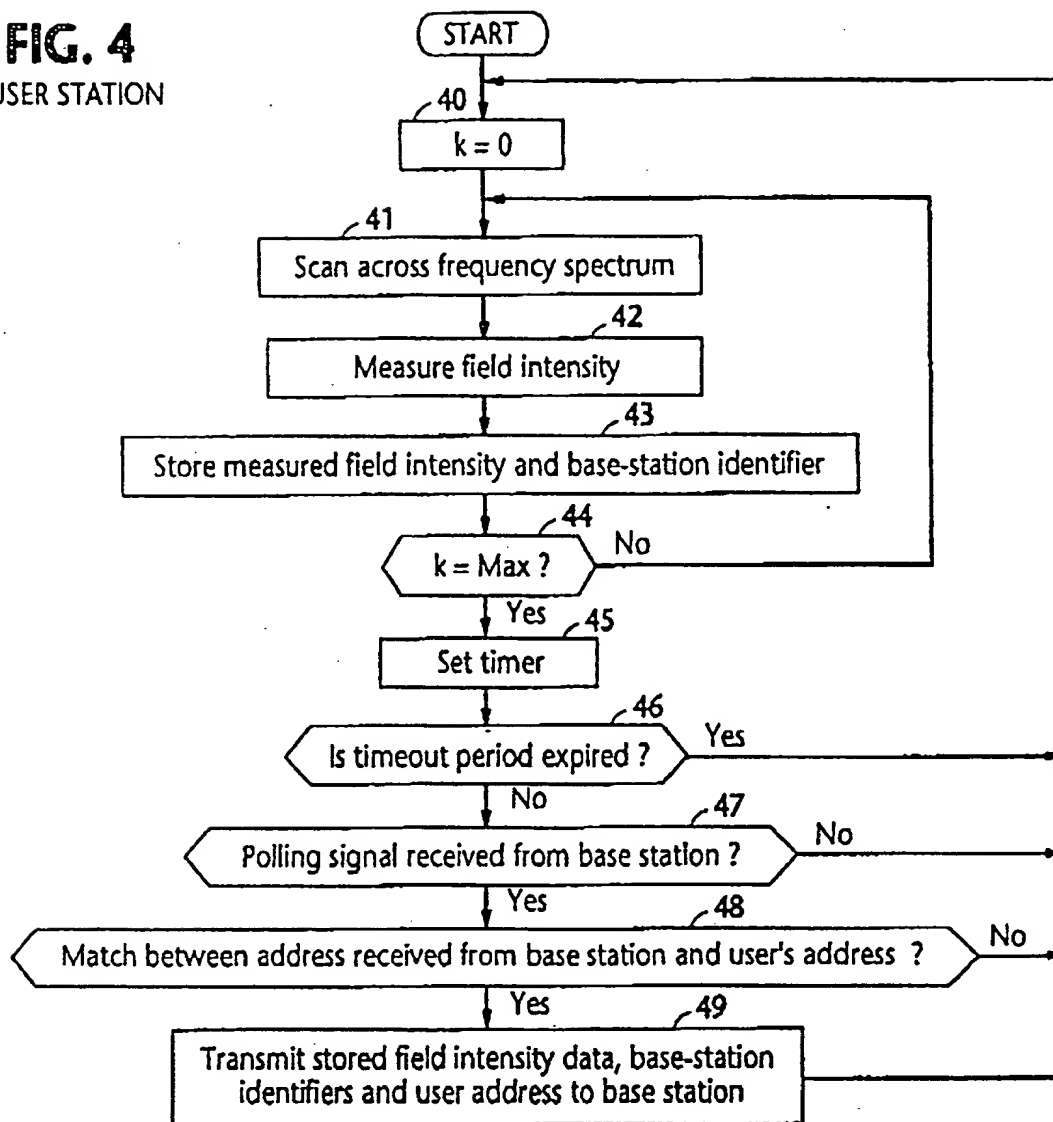 FIG. 4
USER STATION
START
40
k = 0
41
Scan across frequency spectrum
42
Measure field intensity
43
Store measured field intensity and base-station identifier
44
k = Max ?
No
Yes
45
Set timer
46
Is timeout period expired ?
Yes
No
47
Polling signal received from base station ?
No
Yes
48
Match between address received from base station and user's address ?
No
Yes
49
Transmit stored field intensity data, base-station
identifiers and user address to base station